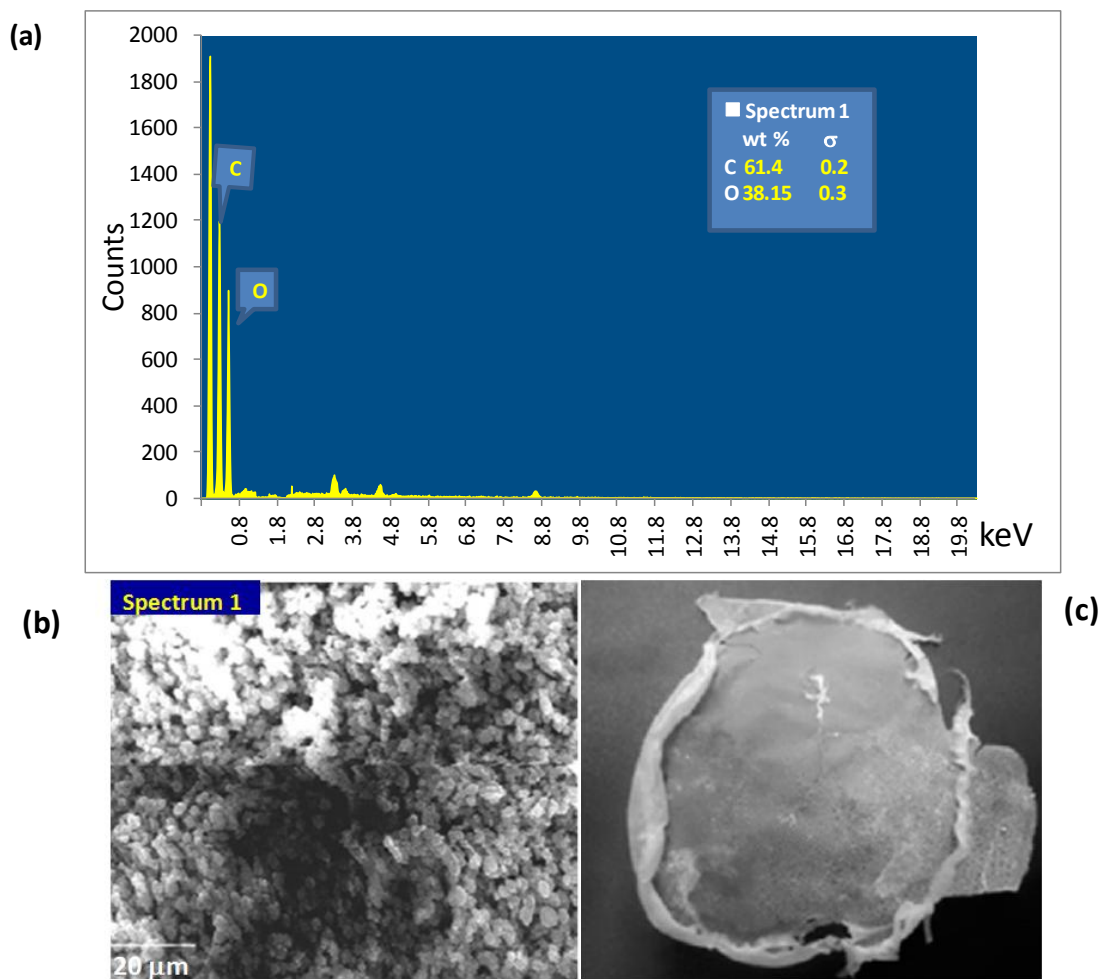 (a)
2000
1800
1600
1400
1200
1000
800
600
400
200
0
Counts
C
O
Spectrum 1
wt % σ
C 61.4 0.2
O 38.15 0.3
0.8 1.8 2.8 3.8 4.8 5.8 6.8 7.8 8.8 9.8 10.8 11.8 12.8 13.8 14.8 15.8 16.8 17.8 18.8 19.8 keV
(b)
Spectrum 1
20 μm
(c)